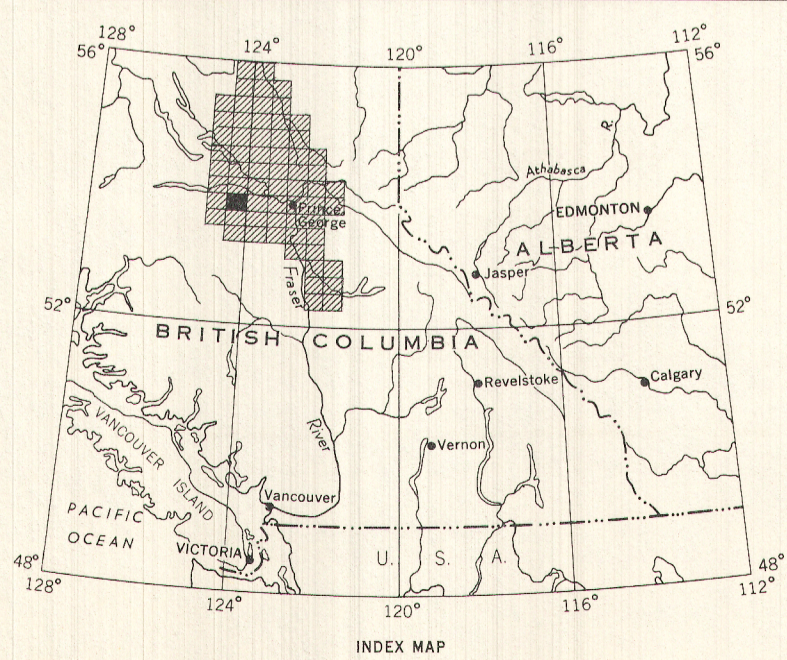 128°
124°
120°
116°
112°
56°
56°
R.
Athabasca
EDMONTON
Prince
George
ALBERTA
Jasper
Fraser
52°
52°
BRITISH COLUMBIA
Revelstoke
Calgary
VANCOUVER
ISLAND
River
Vernon
Vancouver
PACIFIC
OCEAN
VICTORIA
U. S. A.
48°
48°
128°
124°
120°
116°
112°
INDEX MAP